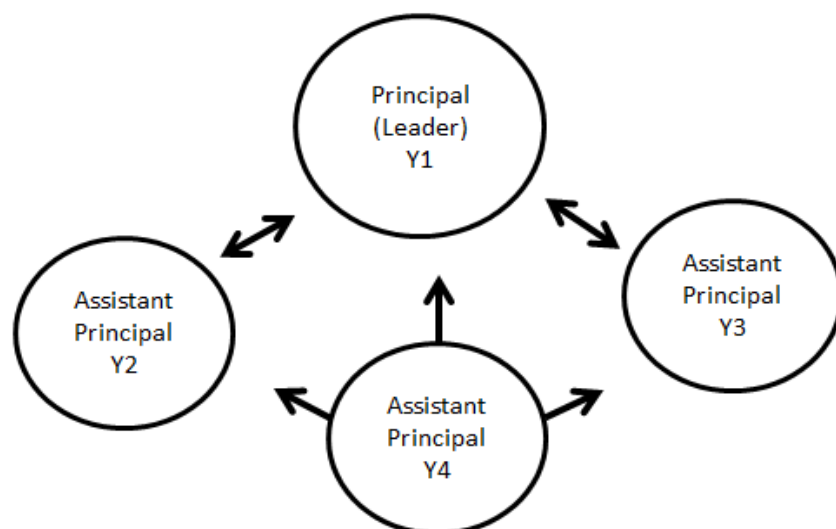 Principal
(Leader)
Y1
Assistant
Principal
Y2
Assistant
Principal
Y3
Assistant
Principal
Y4